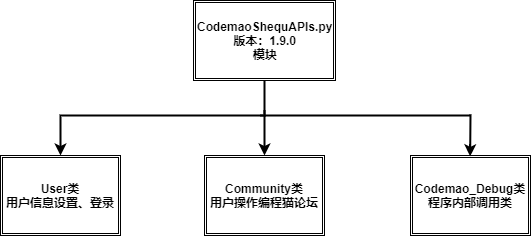 CodemaoShequAPIs.py
版本：1.9.0
模块
User类
用户信息设置、登录
Community类
用户操作编程猫论坛
Codemao_Debug类
程序内部调用类